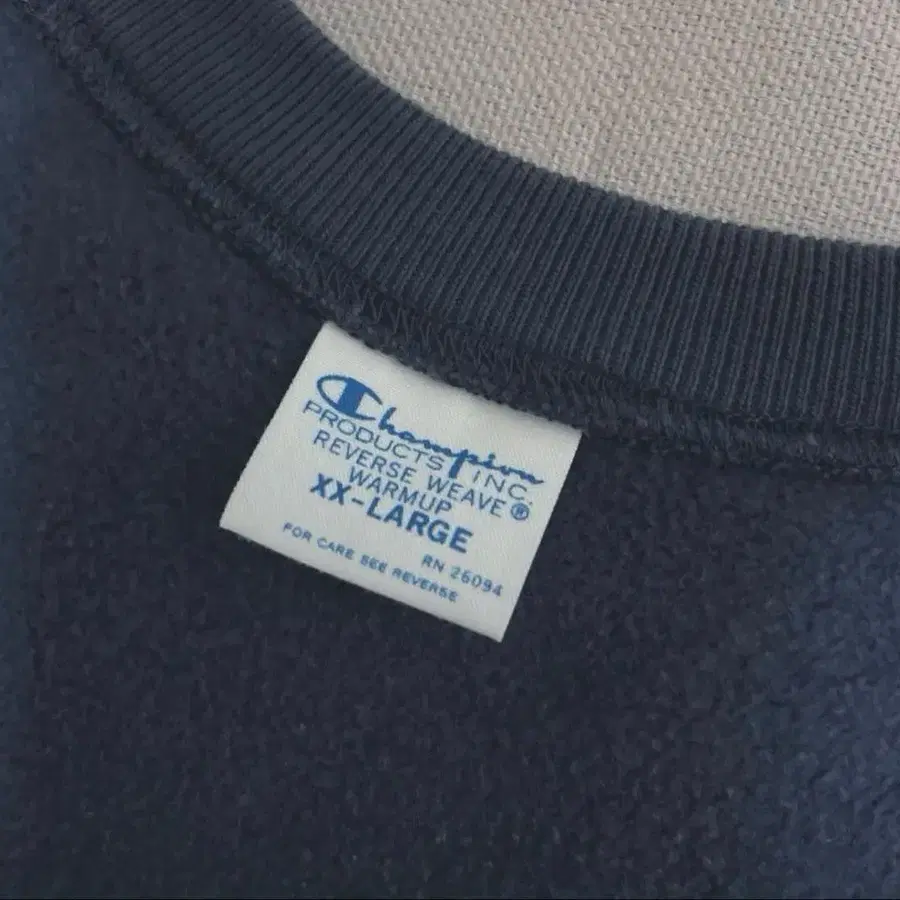 Champion
PRODUCTS INC.
REVERSE WEAVE®
WARMUP
XX-LARGE
RN 26094
FOR CARE SEE REVERSE